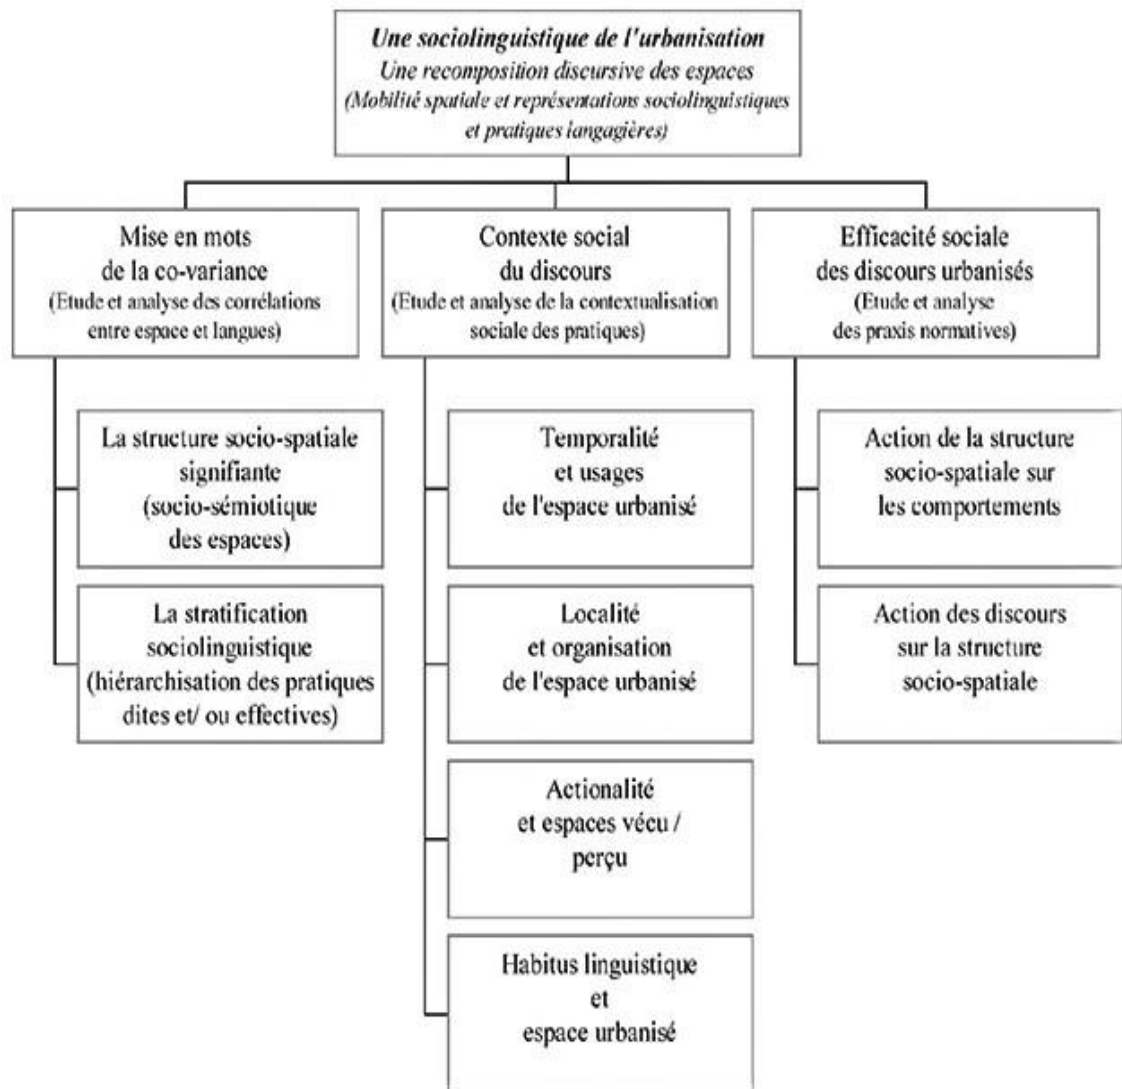 Une sociolinguistique de l'urbanisation
Une recomposition discursive des espaces
(Mobilité spatiale et représentations sociolinguistiques
et pratiques langagières)
Mise en mots
de la co-variance
(Etude et analyse des corrélations
entre espace et langues)
Contexte social
du discours
(Etude et analyse de la contextualisation
sociale des pratiques)
Efficacité sociale
des discours urbanisés
(Etude et analyse
des praxis normatives)
La structure socio-spatiale
signifiante
(socio-sémiotique
des espaces)
La stratification
sociolinguistique
(hiérarchisation des pratiques
dites et/ ou effectives)
Temporalité
et usages
de l'espace urbanisé
Localité
et organisation
de l'espace urbanisé
Actionalité
et espaces vécu /
perçu
Habitus linguistique
et
espace urbanisé
Action de la structure
socio-spatiale sur
les comportements
Action des discours
sur la structure
socio-spatiale